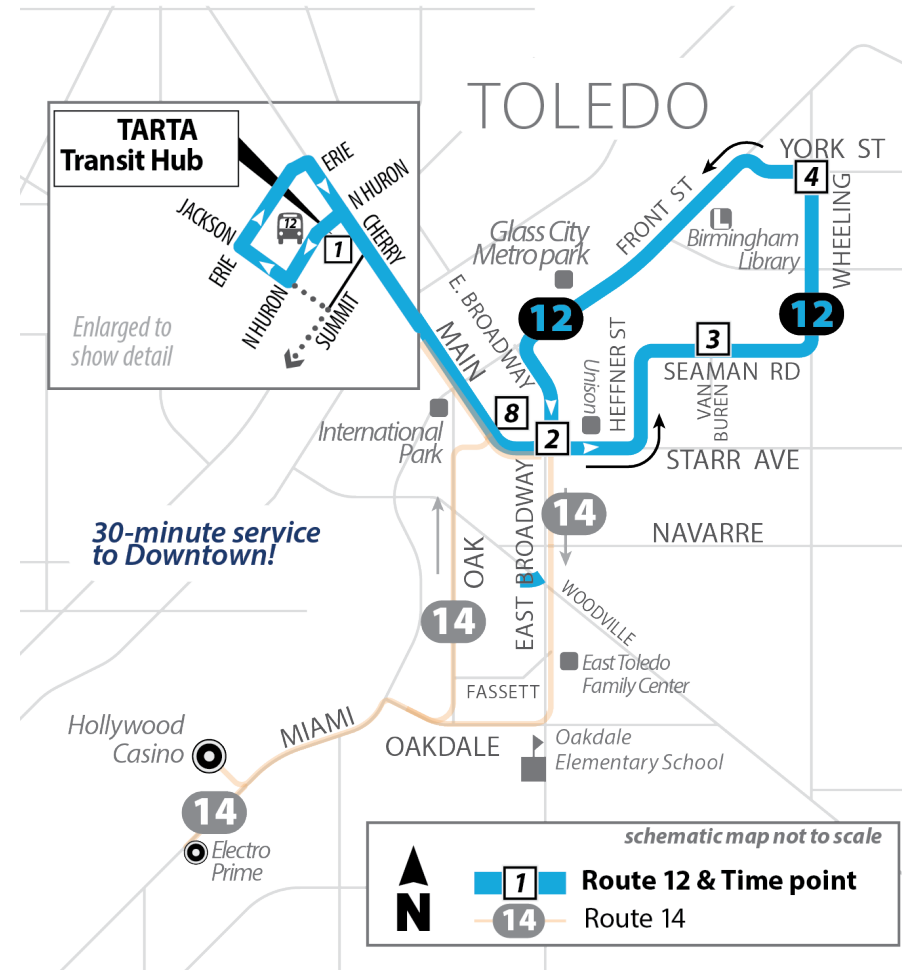 TOLEDO
TARTA
Transit Hub
ERIE
N HURON
JACKSON
12
CHERRY
1
ERIE
N HURON
SUMMIT
Enlarged to
show detail
YORK ST
4
WHEELING
FRONT ST
Birmingham
Library
Glass City
Metro park
E. BROADWAY
12
12
MAIN
HEFFNER ST
3
SEAMAN RD
Unison
VAN
BUREN
8
2
STARR AVE
International
Park
30-minute service
to Downtown!
14
NAVARRE
OAK
EAST BROADWAY
WOODVILLE
14
East Toledo
Family Center
FASSETT
MIAMI
OAKDALE
Oakdale
Elementary School
Hollywood
Casino
14
Electro
Prime
schematic map not to scale
N
1
Route 12 & Time point
14
Route 14